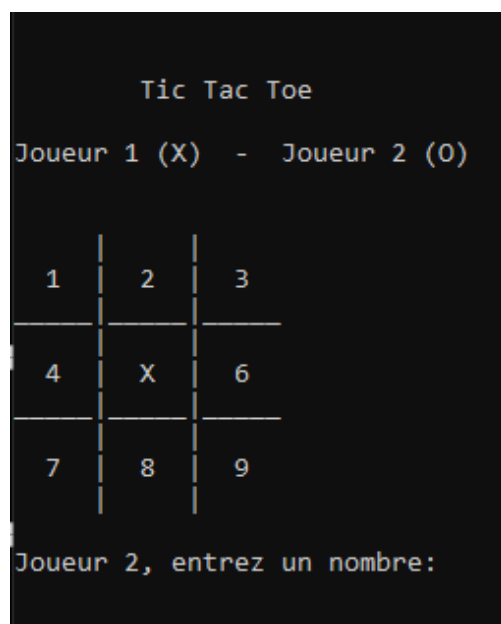 Tic Tac Toe
Joueur 1 (X) - Joueur 2 (O)
1 | 2 | 3
4 | X | 6
7 | 8 | 9
Joueur 2, entrez un nombre: